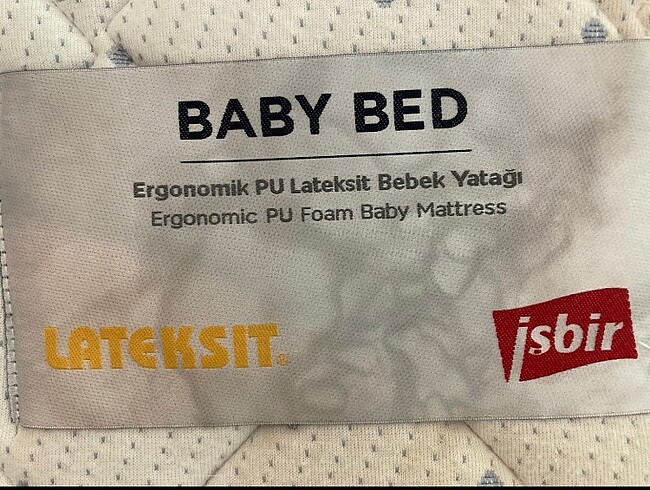 BABY BED
Ergonomik PU Lateksit Bebek Yatağı
Ergonomic PU Foam Baby Mattress
LATEKSIT®
işbir